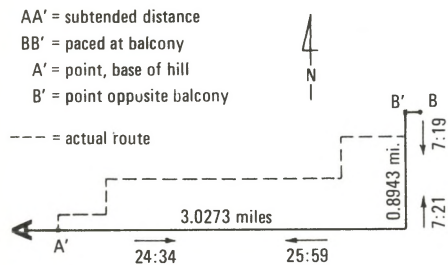 AA′ = subtended distance
BB′ = paced at balcony
A′ = point, base of hill
B′ = point opposite balcony
---- = actual route
N
B′ B
7:19
0.8943 mi.
7:21
3.0273 miles
A
A′
24:34
25:59